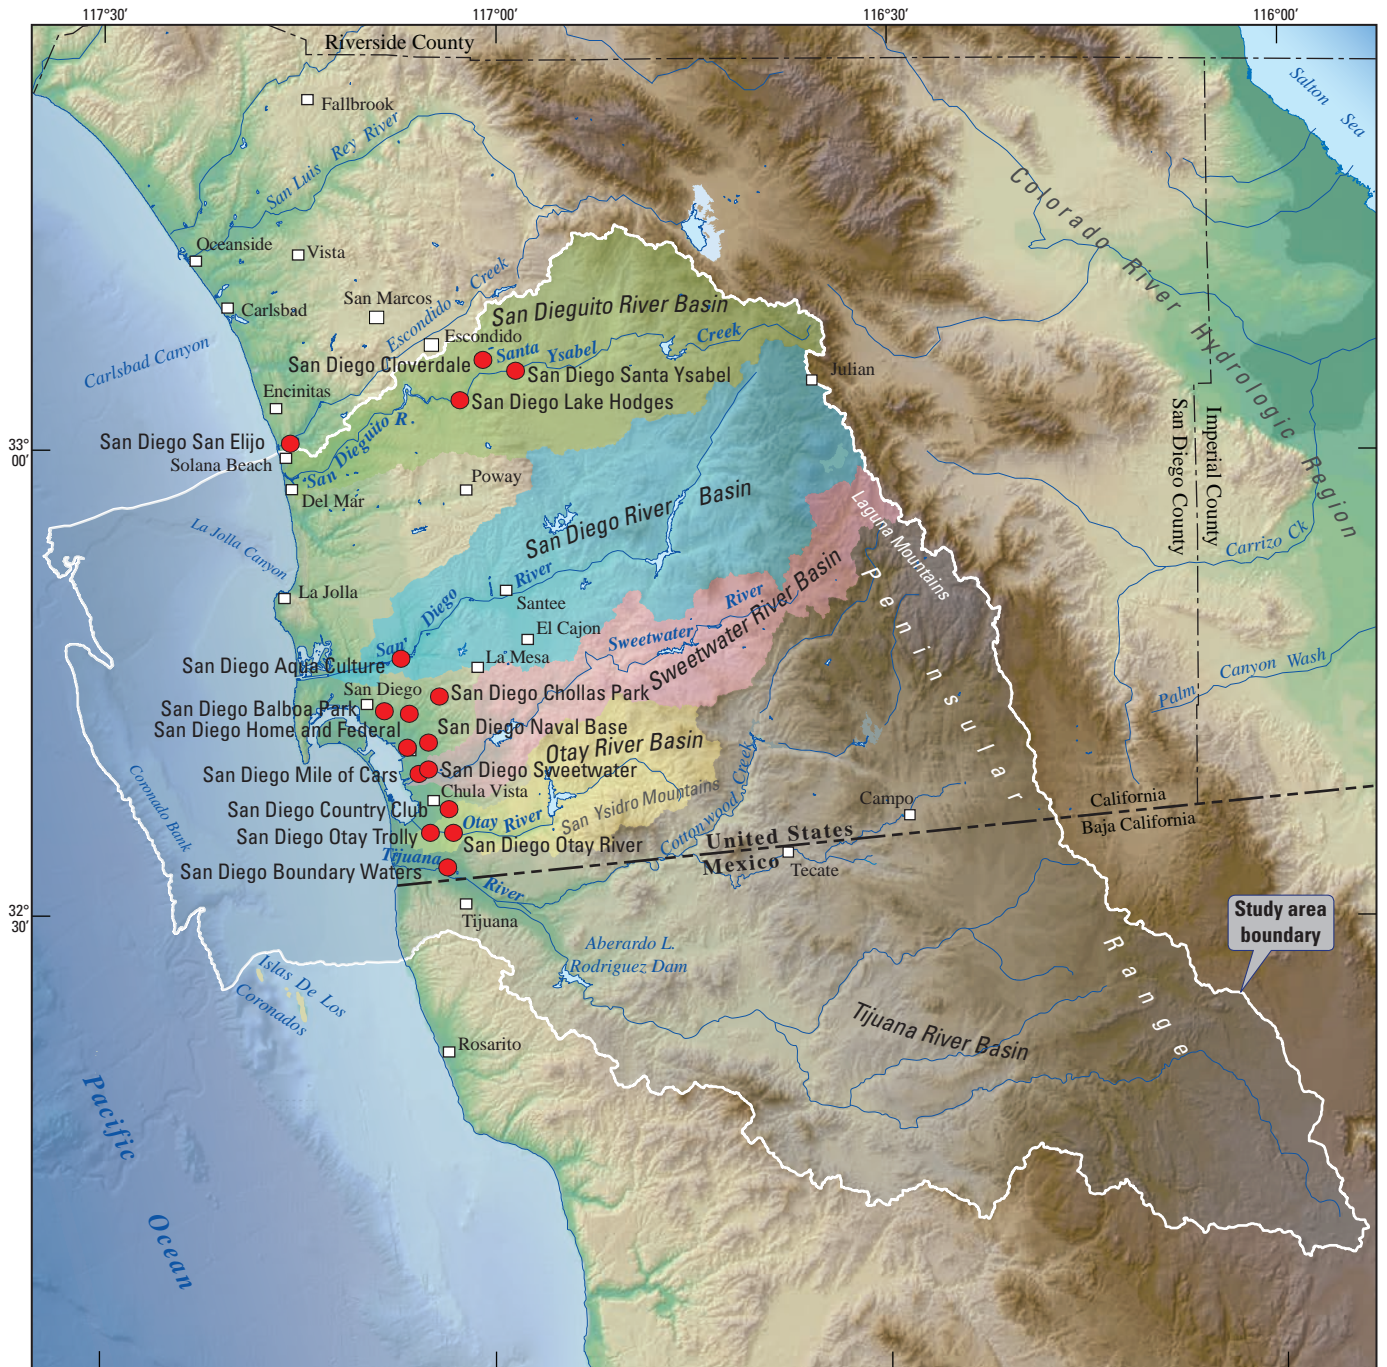 117°30'
117°00'
116°30'
116°00'
Riverside County
Salton
Sea
Fallbrook
San Luis Rey River
Colorado River Hydrologic Region
Oceanside
Vista
Carlsbad
San Marcos
Escondido Creek
San Dieguito River Basin
Escondido
Carlsbad Canyon
San Diego Cloverdale
Santa Ysabel Creek
San Diego Santa Ysabel
Julian
Encinitas
San Diego Lake Hodges
San Dieguito R.
33°
00'
San Diego San Elijo
Solana Beach
Del Mar
Poway
San Diego County
Imperial County
San Diego River Basin
Laguna Mountains
La Jolla Canyon
Carrizo Ck
La Jolla
San Diego River
Santee
Sweetwater River Basin
Peninsular Range
El Cajon
Sweetwater River
La Mesa
San Diego Aqua Culture
Palm Canyon Wash
San Diego
San Diego Chollas Park
San Diego Balboa Park
San Diego Home and Federal
San Diego Naval Base
Otay River Basin
Coronado Bank
San Diego Mile of Cars
San Diego Sweetwater
Chula Vista
San Ysidro Mountains
Cottonwood Creek
Campo
California
Baja California
San Diego Country Club
Otay River
San Diego Otay Trolly
San Diego Otay River
United States
Mexico
Tecate
Tijuana River
San Diego Boundary Waters
32°
30'
Tijuana
Study area
boundary
Aberardo L.
Rodriguez Dam
Islas De Los
Coronados
Tijuana River Basin
Rosarito
Pacific
Ocean